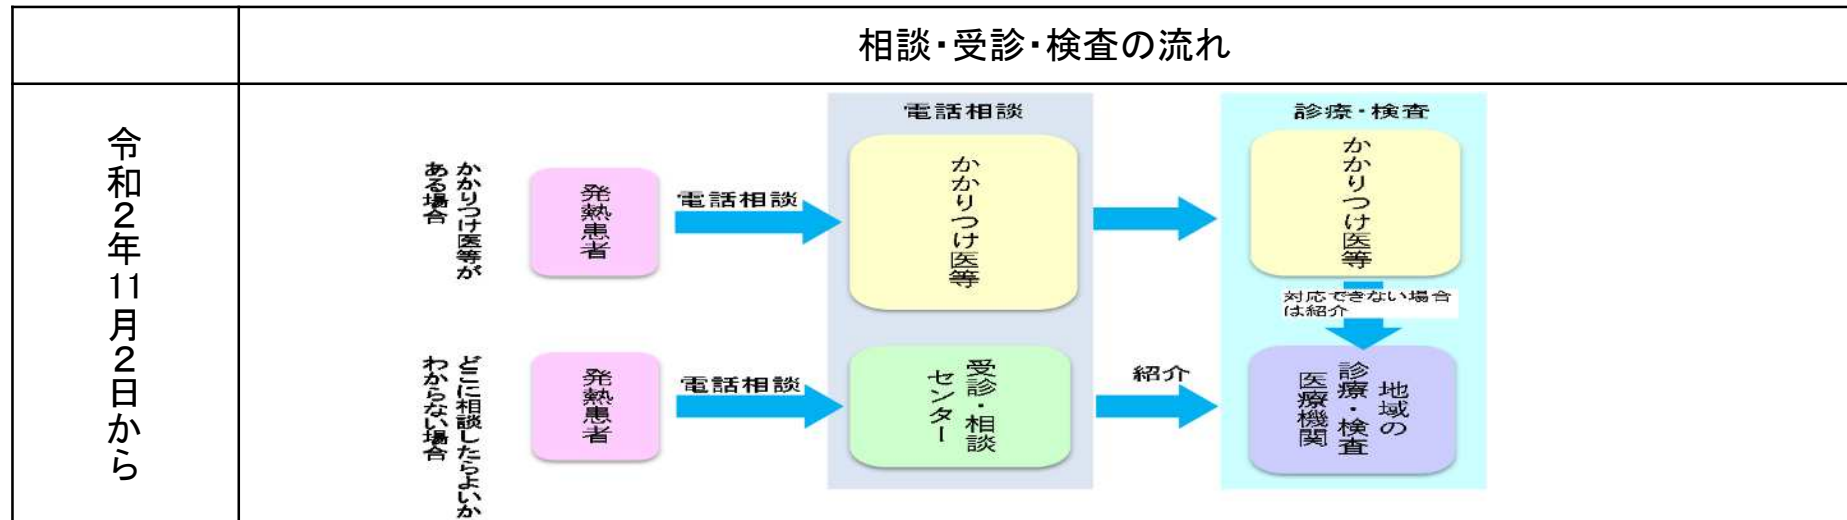 相談・受診・検査の流れ
令和2年11月2日から
電話相談
診療・検査
かかりつけ医等が
ある場合
発熱患者
電話相談
かかりつけ医等
かかりつけ医等
対応できない場合
は紹介
どこに相談したらよいか
わからない場合
発熱患者
電話相談
受診・相談
センター
紹介
地域の
診療・検査
医療機関